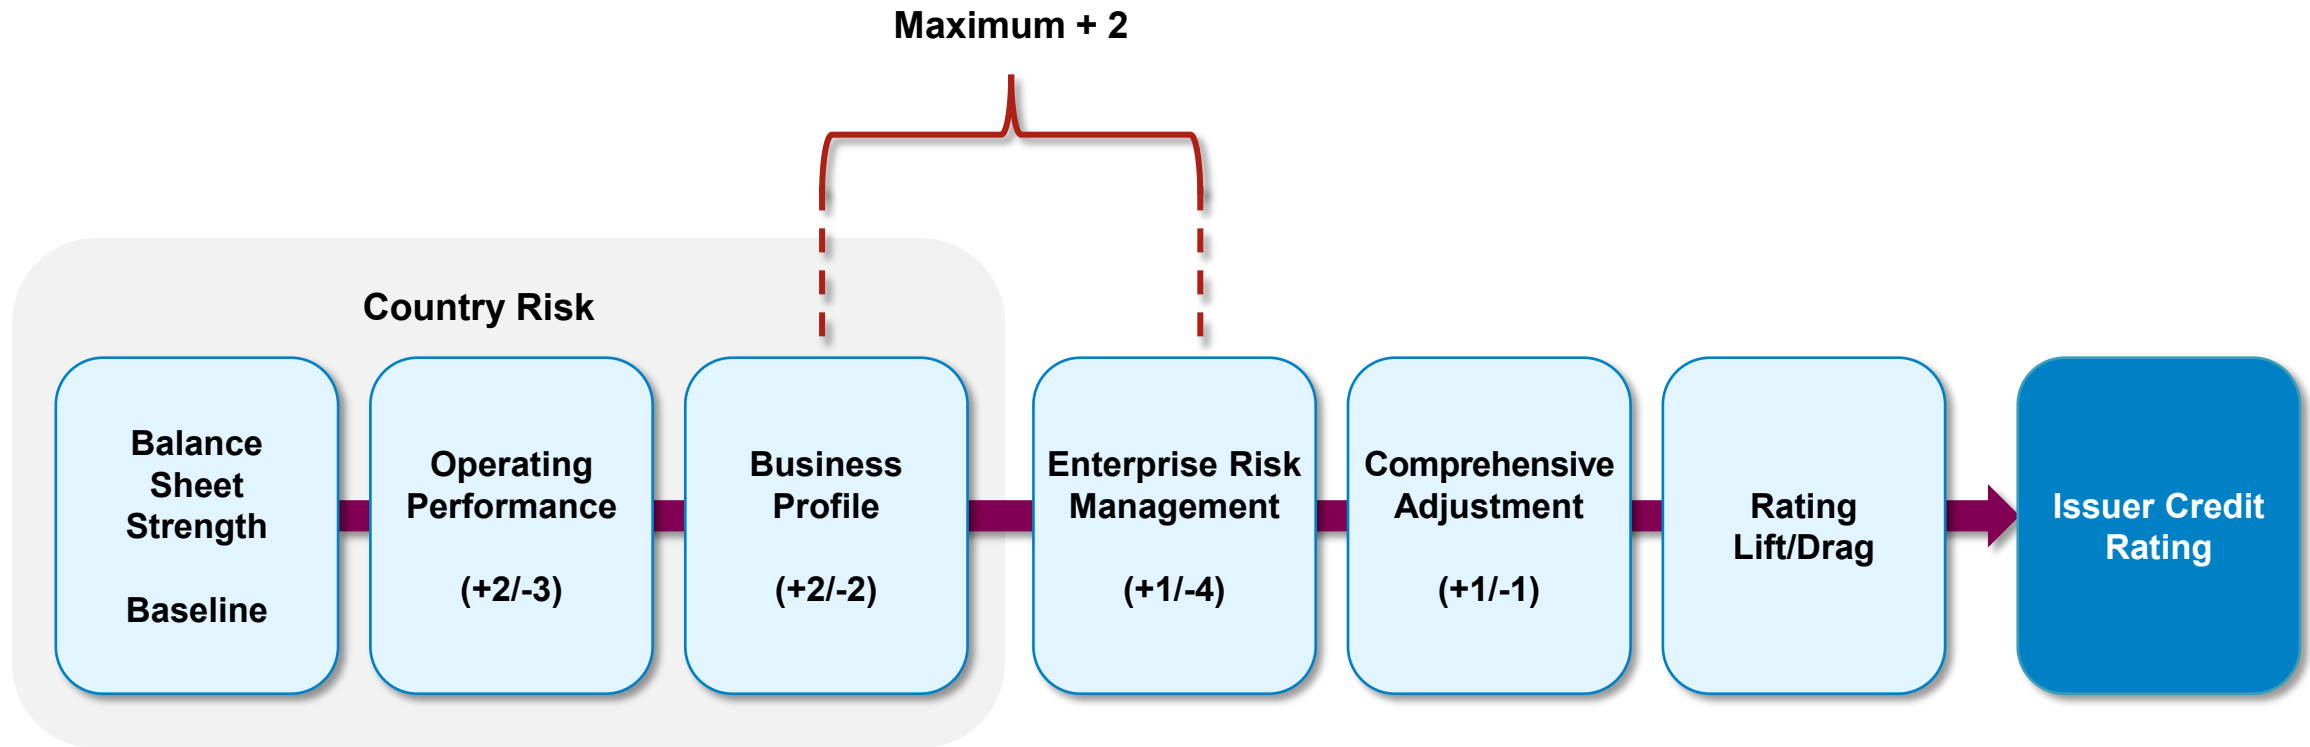 Maximum + 2
Country Risk
Balance
Sheet
Strength
Baseline
Operating
Performance
(+2/-3)
Business
Profile
(+2/-2)
Enterprise Risk
Management
(+1/-4)
Comprehensive
Adjustment
(+1/-1)
Rating
Lift/Drag
Issuer Credit
Rating